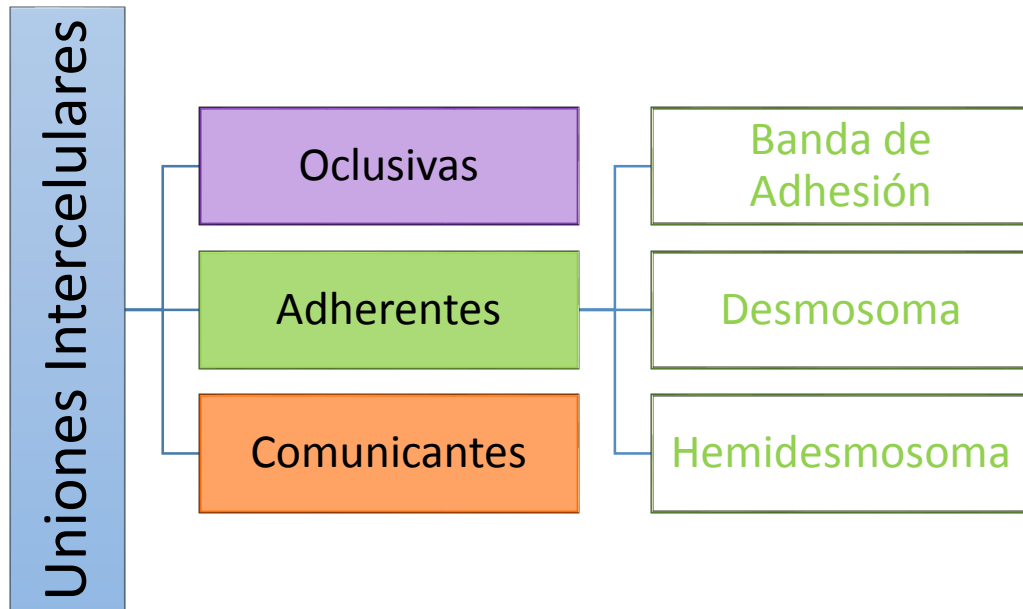 Uniones Intercelulares
Oclusivas
Adherentes
Comunicantes
Banda de
Adhesión
Desmosoma
Hemidesmosoma